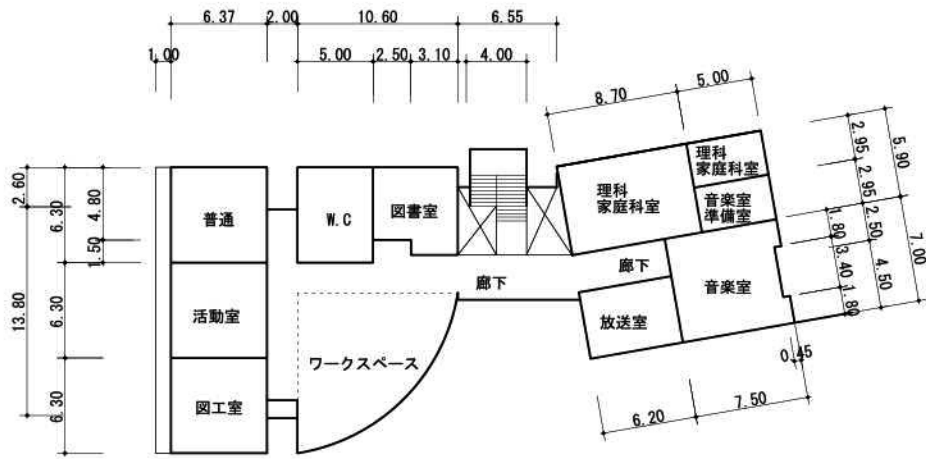 6.37
2.00
10.60
6.55
1.00
5.00
2.50
3.10
4.00
8.70
5.00
2.60
6.30
4.80
1.50
13.80
6.30
6.30
2.95
5.90
2.95
2.50
1.80
7.00
3.40
4.50
1.80
普通
W.C
図書室
理科
家庭科室
理科
家庭科室
音楽室
準備室
廊下
廊下
活動室
音楽室
放送室
ワークスペース
図工室
0.45
6.20
7.50